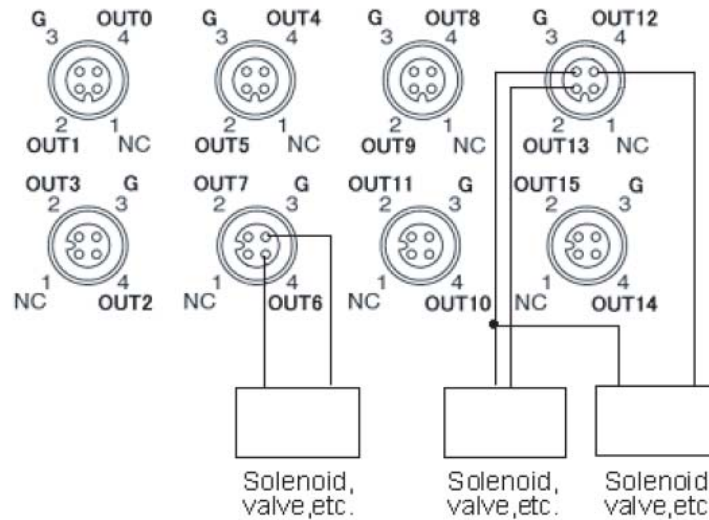 G OUT0 G OUT4 G OUT8 G OUT12
3 4 3 4 3 4 3 4
2 1 2 1 2 1 2 1
OUT1 NC OUT5 NC OUT9 NC OUT13 NC
OUT3 G OUT7 G OUT11 G OUT15 G
2 3 2 3 2 3 2 3
1 4 1 4 1 4 1 4
NC OUT2 NC OUT6 NC OUT10 NC OUT14
Solenoid, Solenoid, Solenoid
valve,etc. valve,etc. valve,etc